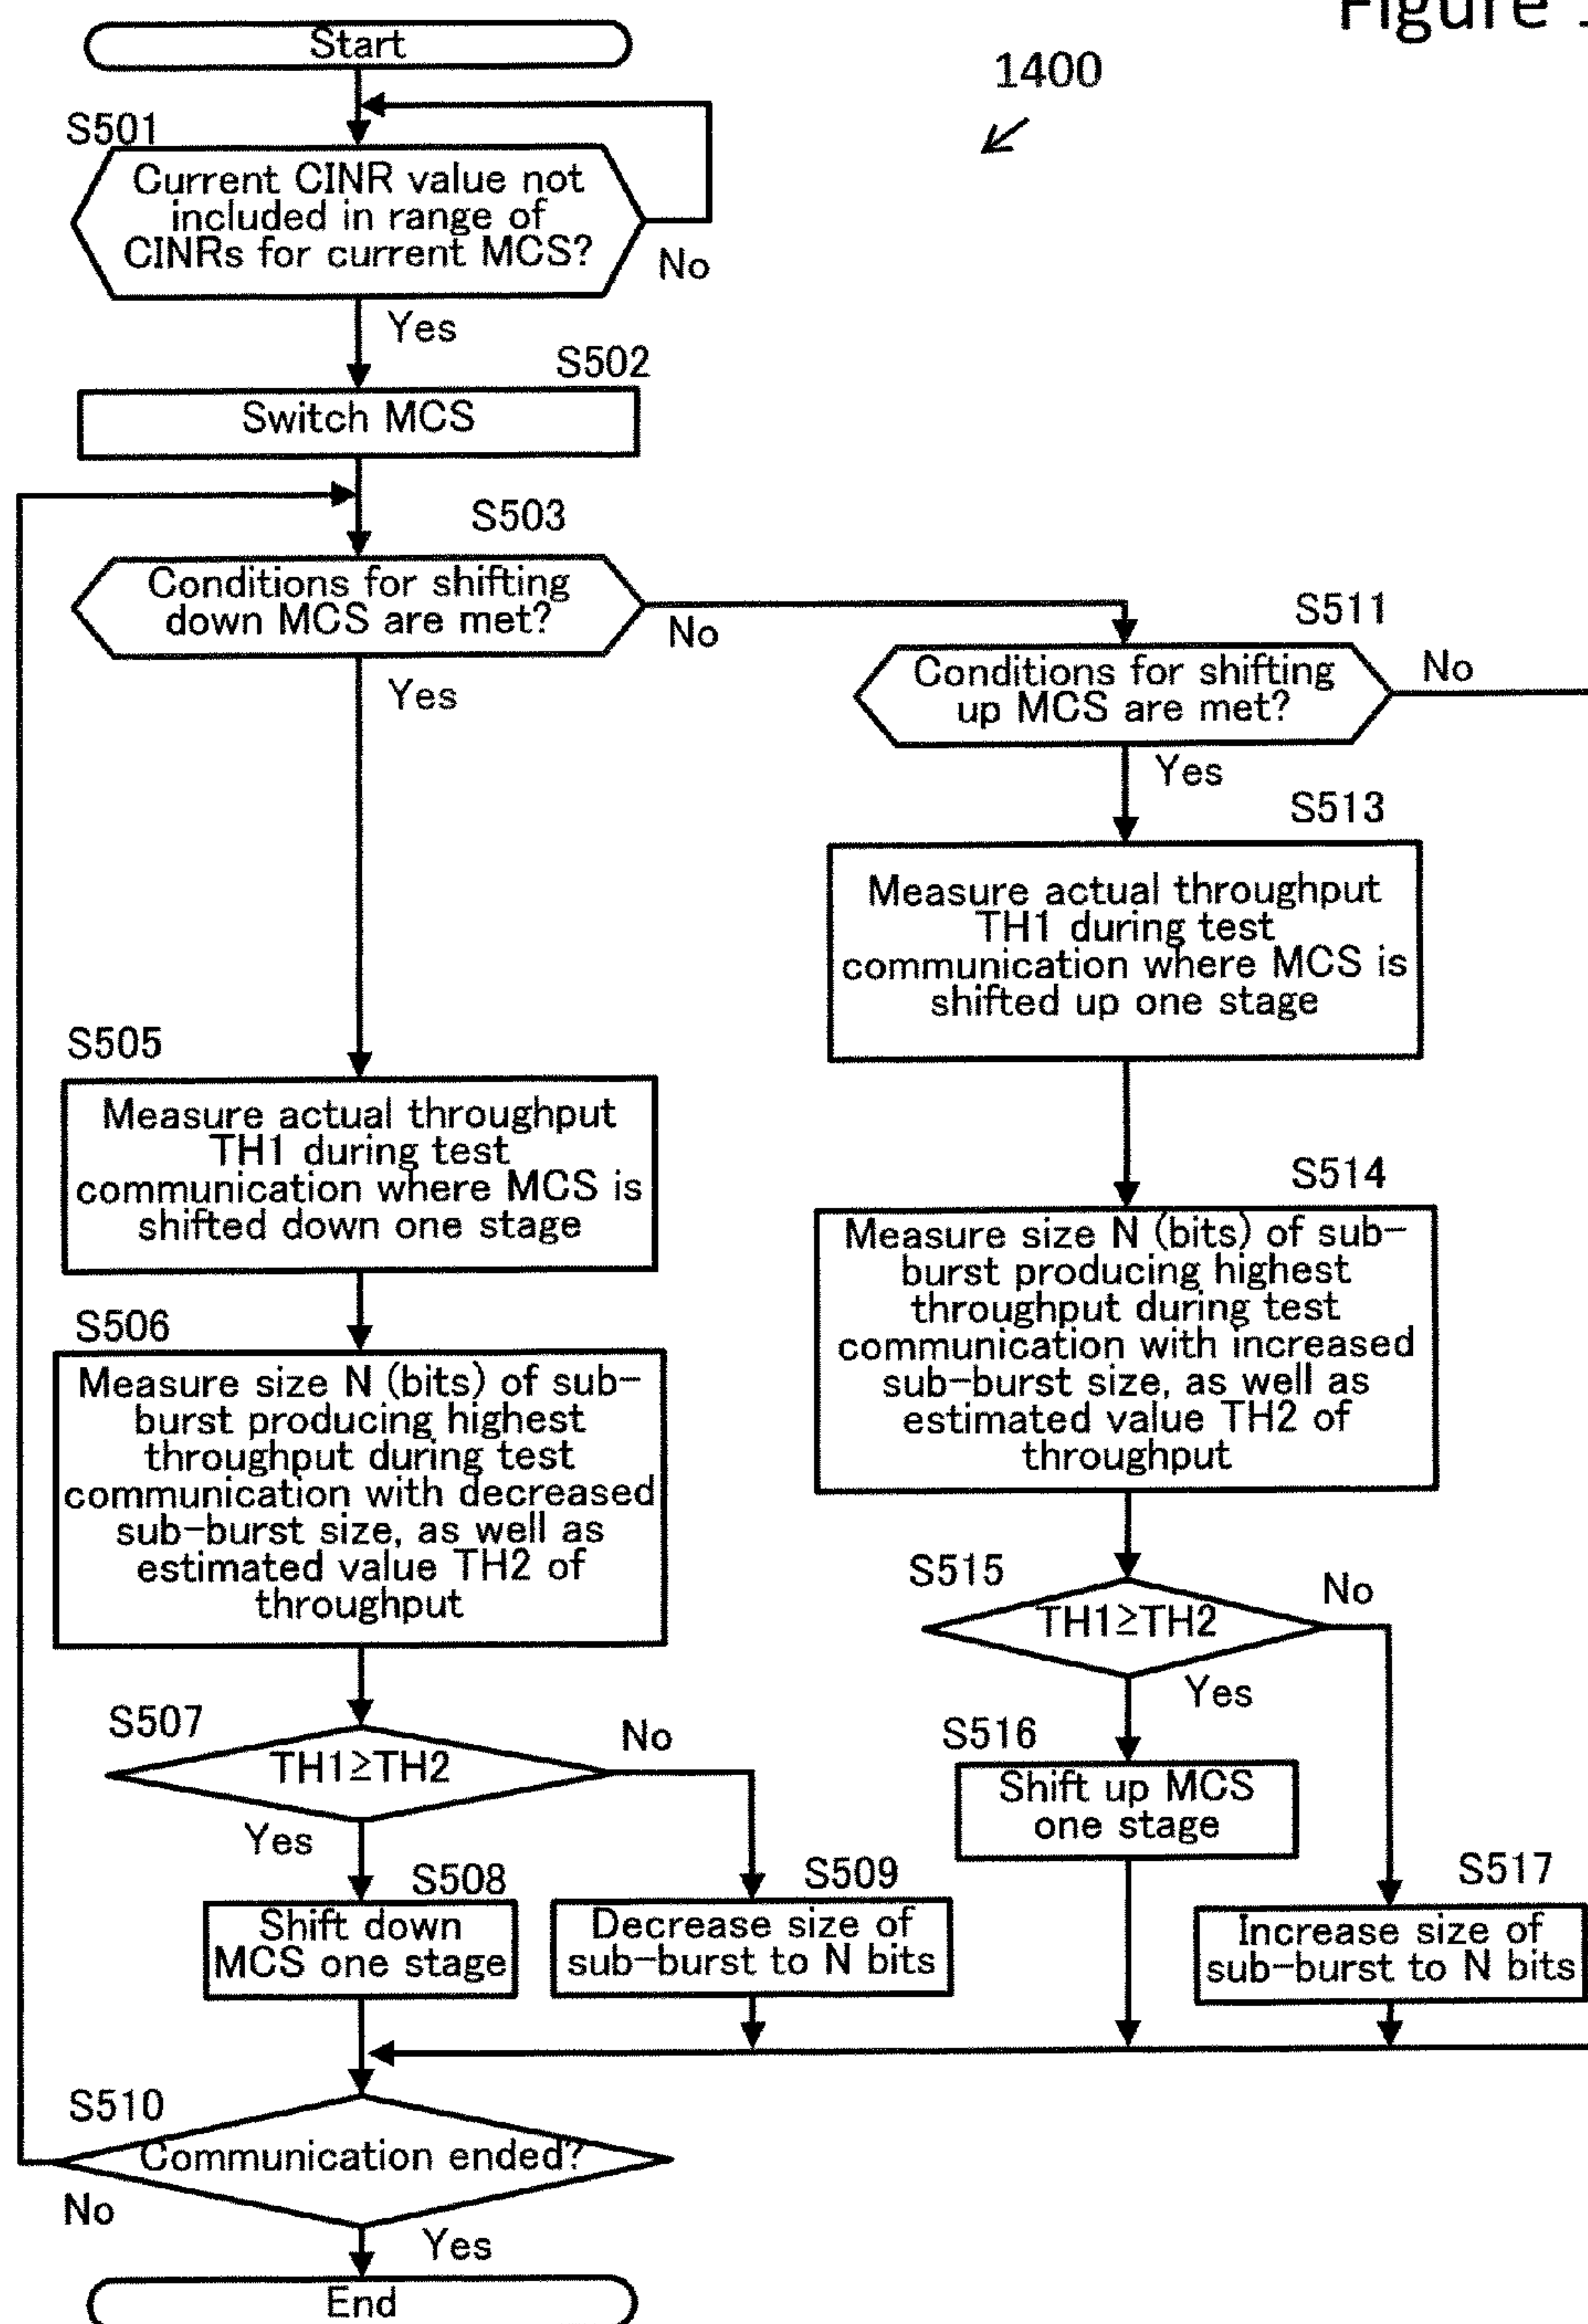 Figure
1400
Start
S501
Current CINR value not
included in range of
CINRs for current MCS?
No
Yes
S502
Switch MCS
S503
Conditions for shifting
down MCS are met?
No
Yes
S511
Conditions for shifting
up MCS are met?
No
Yes
S513
Measure actual throughput
TH1 during test
communication where MCS is
shifted up one stage
S505
Measure actual throughput
TH1 during test
communication where MCS is
shifted down one stage
S514
Measure size N (bits) of sub-
burst producing highest
throughput during test
communication with increased
sub-burst size, as well as
estimated value TH2 of
throughput
S506
Measure size N (bits) of sub-
burst producing highest
throughput during test
communication with decreased
sub-burst size, as well as
estimated value TH2 of
throughput
S515
TH1≥TH2
No
Yes
S507
TH1≥TH2
No
Yes
S516
Shift up MCS
one stage
S508
Shift down
MCS one stage
S509
Decrease size of
sub-burst to N bits
S517
Increase size of
sub-burst to N bits
S510
Communication ended?
No
Yes
End